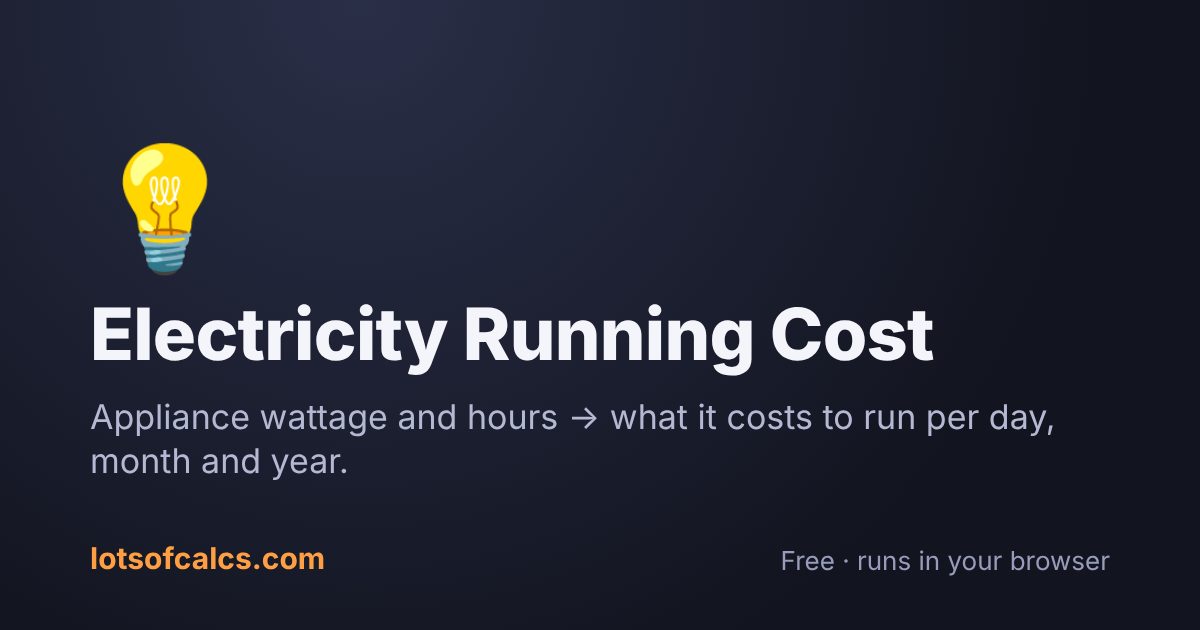 Electricity Running Cost
Appliance wattage and hours → what it costs to run per day,
month and year.
lotsofcalcs.com
Free · runs in your browser